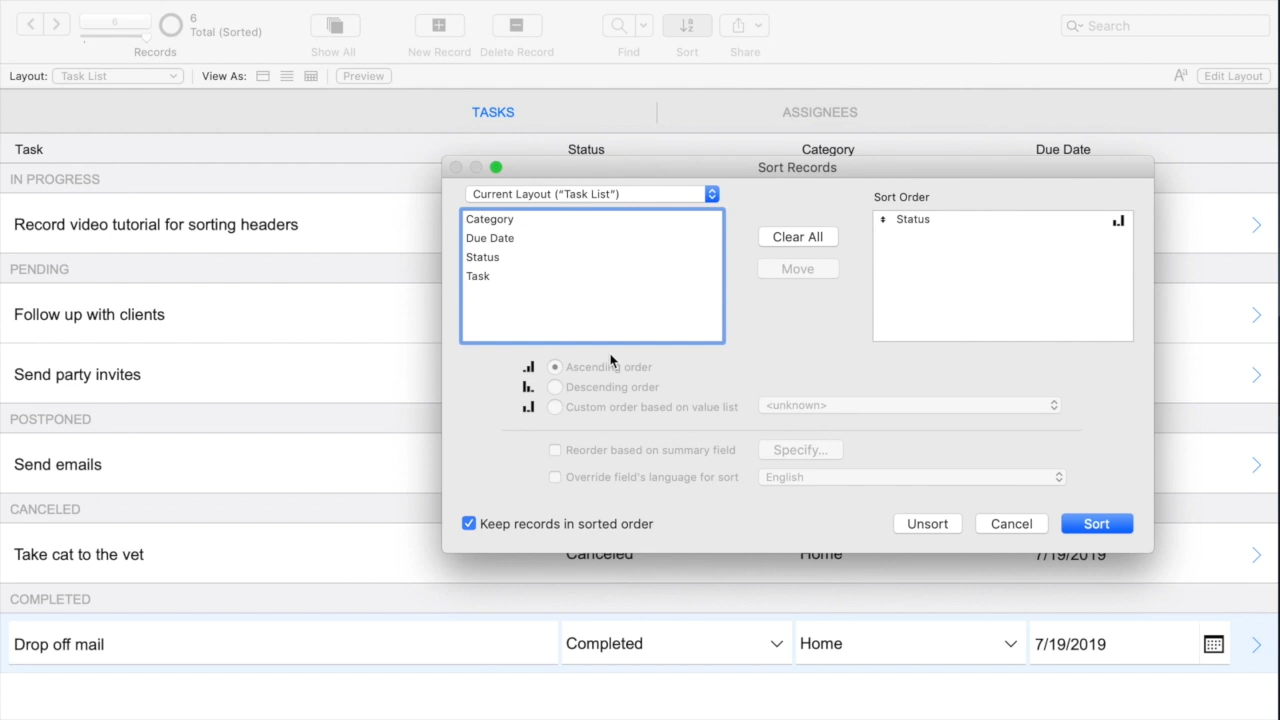 6
6
Total (Sorted)
Records
Show All
New Record
Delete Record
Find
Sort
Share
Search
Layout:
Task List
View As:
Preview
Aa
Edit Layout
TASKS
ASSIGNEES
Task
Status
Category
Due Date
IN PROGRESS
Record video tutorial for sorting headers
PENDING
Follow up with clients
Send party invites
POSTPONED
Send emails
CANCELED
Take cat to the vet
Canceled
Home
7/19/2019
COMPLETED
Drop off mail
Completed
Home
7/19/2019
Sort Records
Current Layout (“Task List”)
Category
Due Date
Status
Task
Clear All
Move
Sort Order
Status
Ascending order
Descending order
Custom order based on value list
<unknown>
Reorder based on summary field
Specify...
Override field's language for sort
English
Keep records in sorted order
Unsort
Cancel
Sort